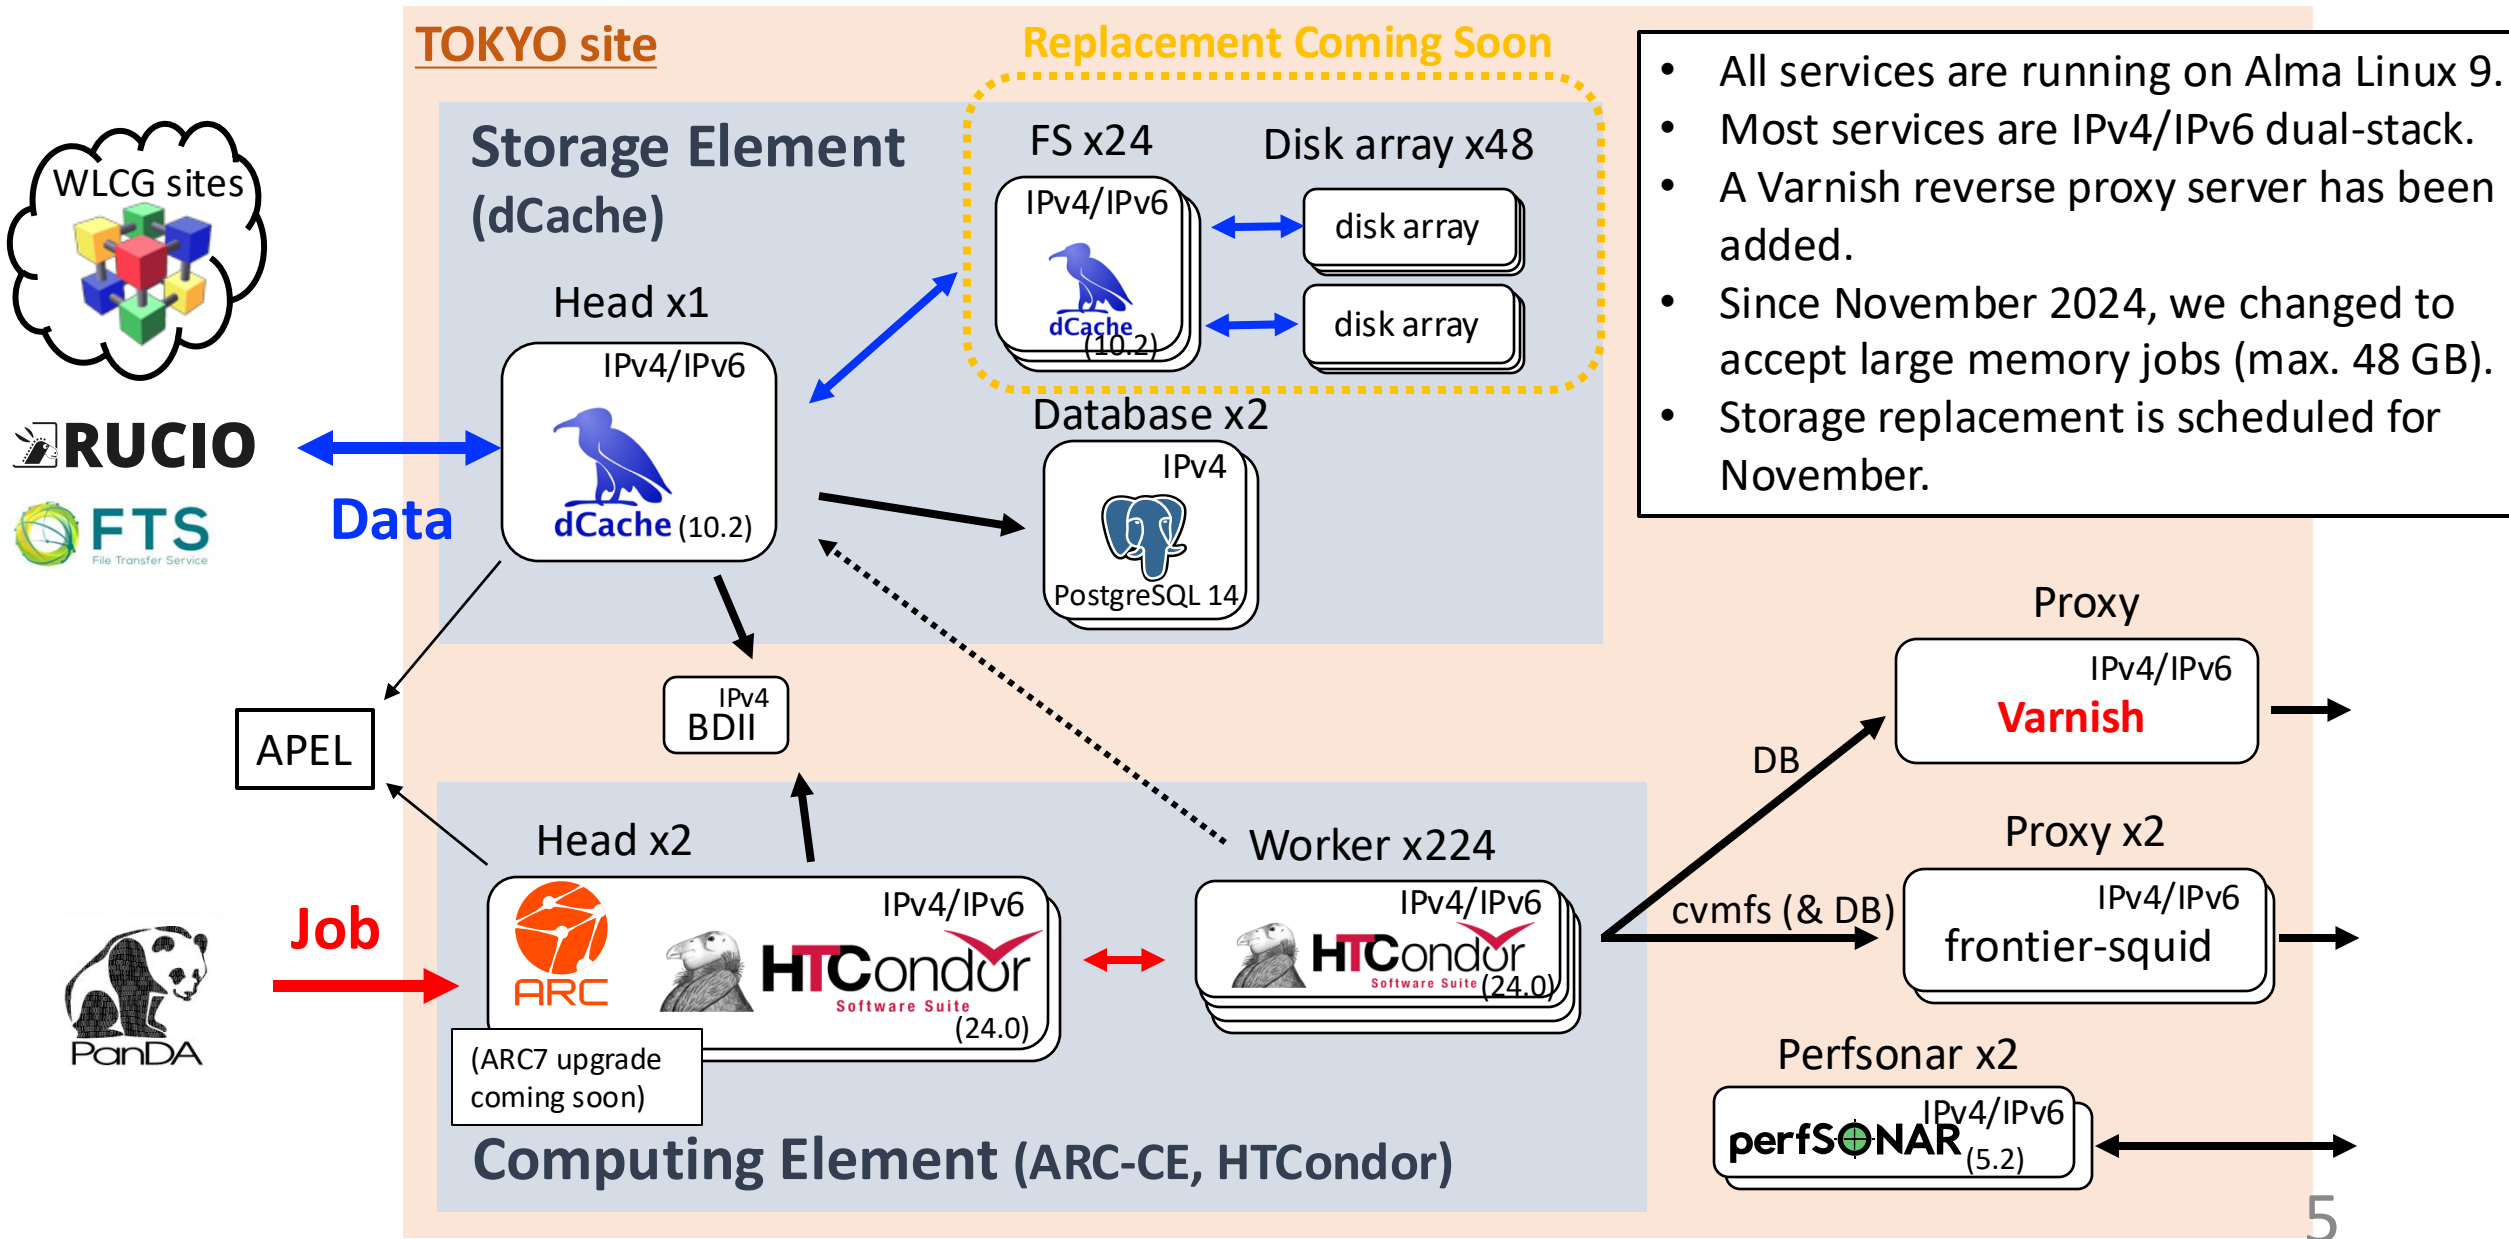 TOKYO site
Replacement Coming Soon
• All services are running on Alma Linux 9.
• Most services are IPv4/IPv6 dual-stack.
• A Varnish reverse proxy server has been
added.
• Since November 2024, we changed to
accept large memory jobs (max. 48 GB).
• Storage replacement is scheduled for
November.
WLCG sites
RUCIO
FTS
File Transfer Service
Data
Storage Element
(dCache)
Head x1
IPv4/IPv6
dCache (10.2)
FS x24
IPv4/IPv6
dCache
(10.2)
Disk array x48
disk array
disk array
Database x2
IPv4
PostgreSQL 14
APEL
IPv4
BDII
PanDA
Job
Head x2
IPv4/IPv6
ARC
HTCondor
Software Suite
(24.0)
(ARC7 upgrade
coming soon)
Worker x224
IPv4/IPv6
HTCondor
Software Suite
(24.0)
Computing Element (ARC-CE, HTCondor)
DB
cvmfs (& DB)
Proxy
IPv4/IPv6
Varnish
Proxy x2
IPv4/IPv6
frontier-squid
Perfsonar x2
IPv4/IPv6
perfSONAR
(5.2)
5